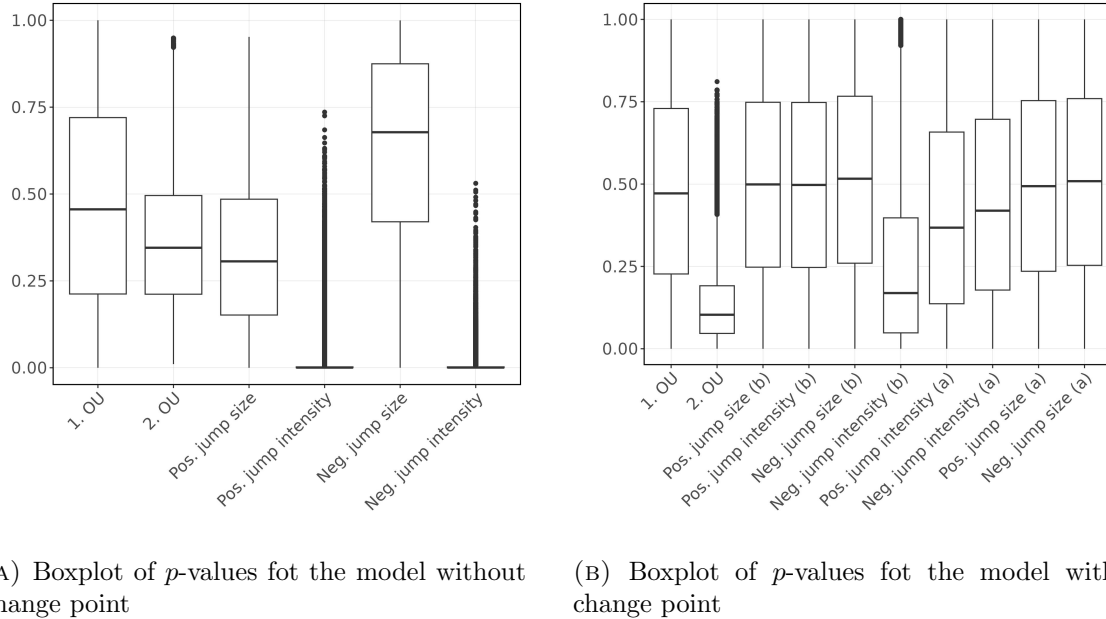 1.00
0.75
0.50
0.25
0.00
1. OU
2. OU
Pos. jump size
Pos. jump intensity
Neg. jump size
Neg. jump intensity
1.00
0.75
0.50
0.25
0.00
1. OU
2. OU
Pos. jump size (b)
Pos. jump intensity (b)
Neg. jump size (b)
Neg. jump intensity (b)
Pos. jump intensity (a)
Neg. jump intensity (a)
Pos. jump size (a)
Neg. jump size (a)
A) Boxplot of p-values fot the model without
hange point
(B) Boxplot of p-values fot the model with
change point